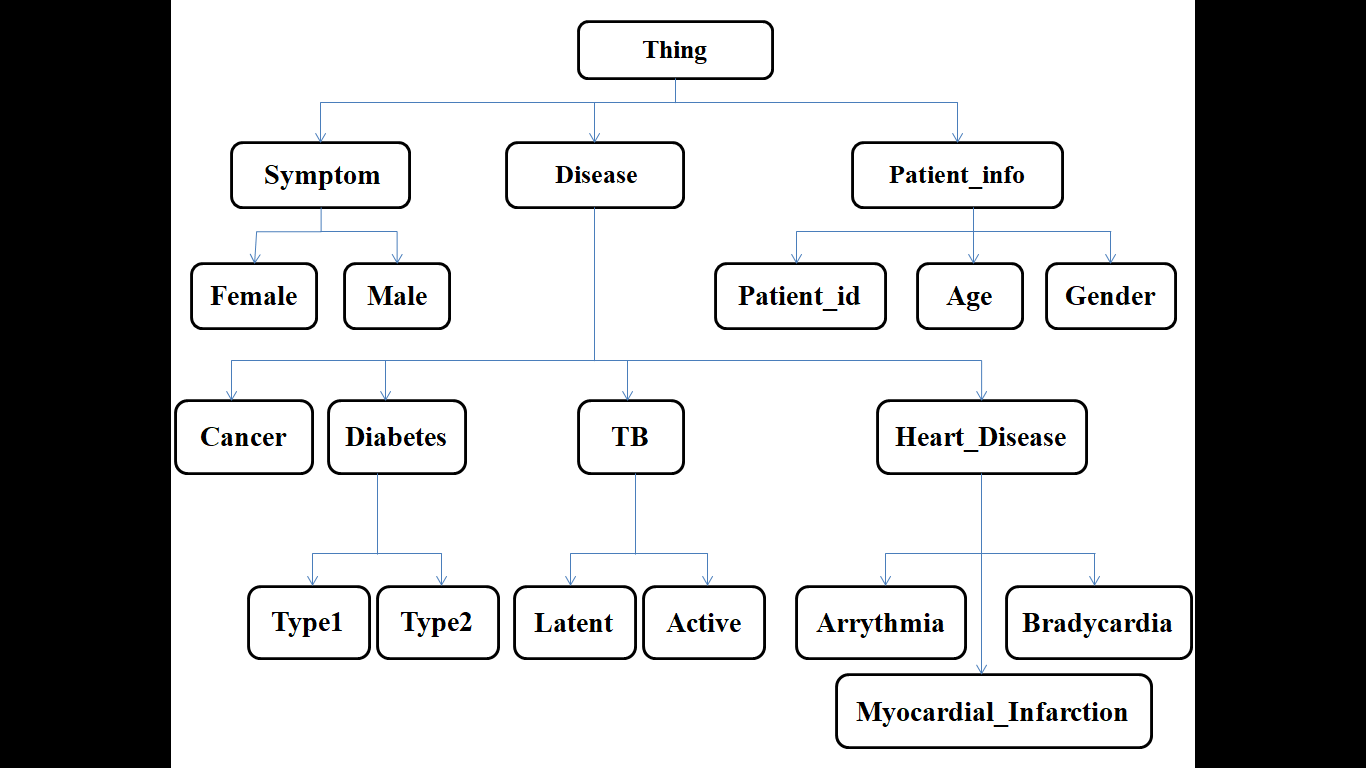 Thing
Symptom
Disease
Patient_info
Female
Male
Patient_id
Age
Gender
Cancer
Diabetes
TB
Heart_Disease
Type1
Type2
Latent
Active
Arrythmia
Bradycardia
Myocardial_Infarction